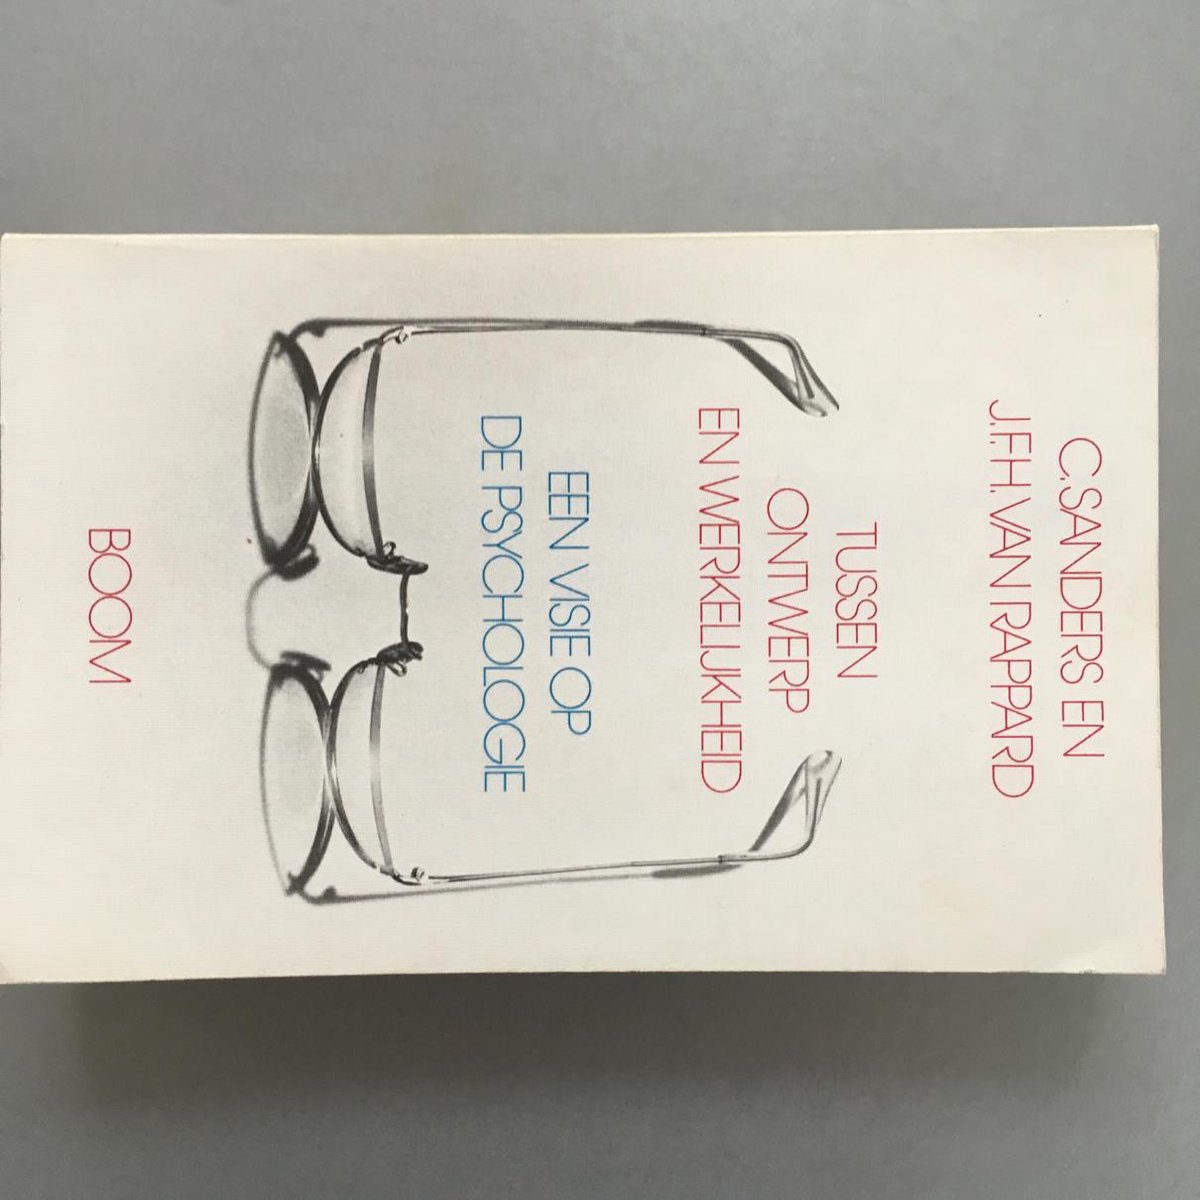 C. SANDERS EN
J.F.H. VAN RAPPARD
TUSSEN
ONTWERP
EN WERKELIJKHEID
EEN VISIE OP
DE PSYCHOLOGIE
BOOM